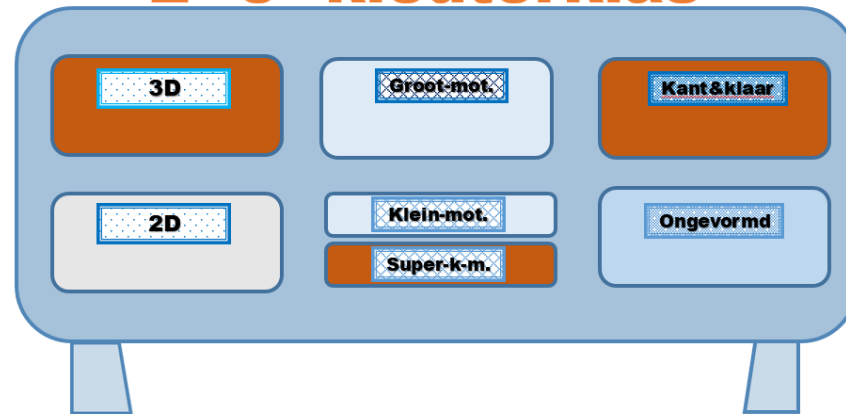 3D
Groot-mot.
Kant&klaar
2D
Klein-mot.
Super-k-m.
Ongevormd